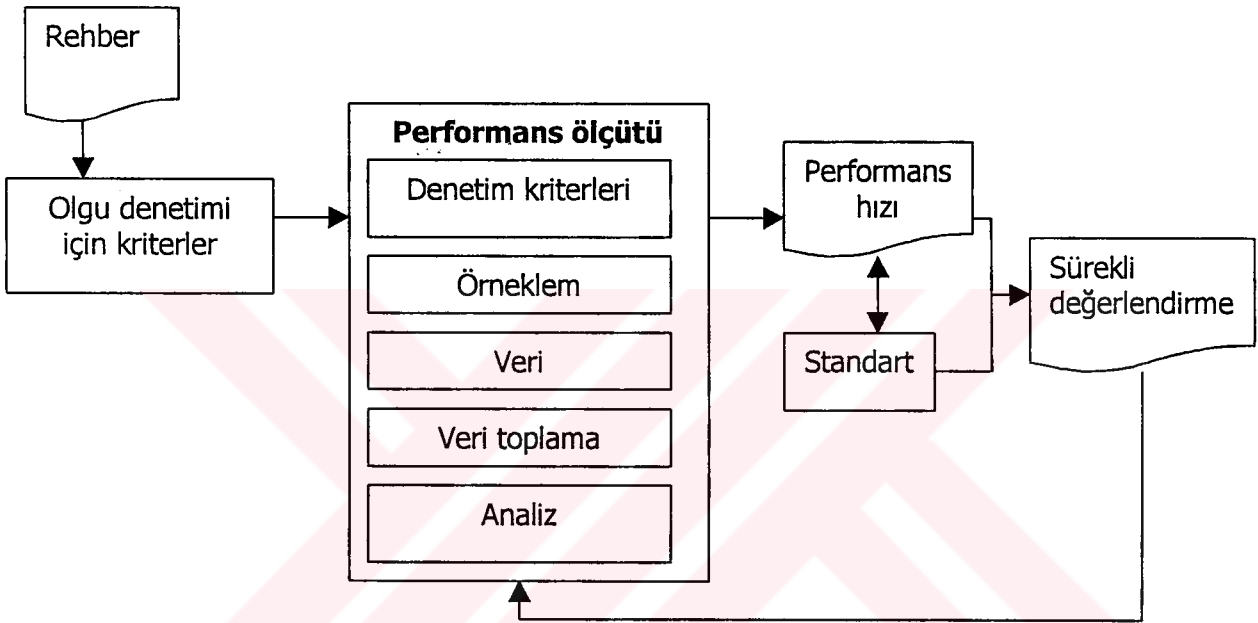 Rehber
Olgu denetimi
için kriterler
Performans ölçütü
Denetim kriterleri
Örneklem
Veri
Veri toplama
Analiz
Performans
hızı
Standart
Sürekli
değerlendirme